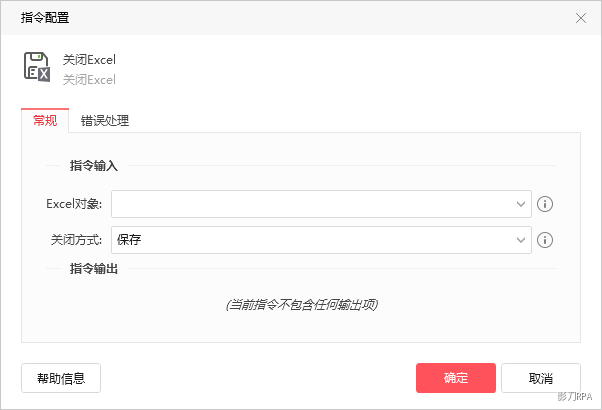 指令配置
关闭Excel
关闭Excel
常规 错误处理
指令输入
Excel对象:
关闭方式: 保存
指令输出
(当前指令不包含任何输出项)
帮助信息 确定 取消
影刀RPA